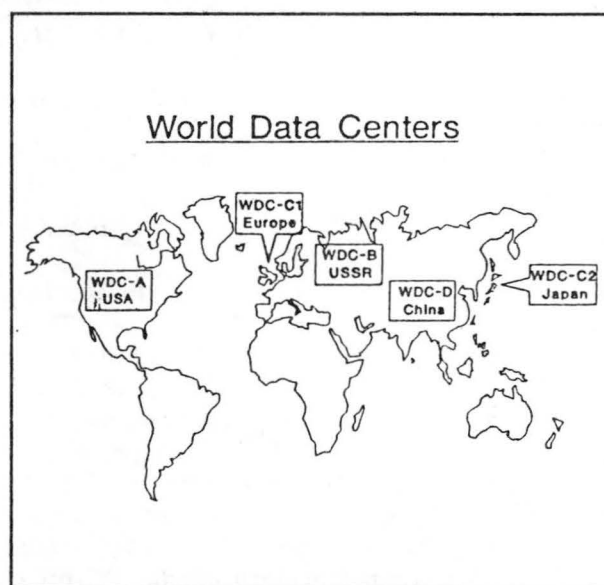 World Data Centers
WDC-C1
Europe
WDC-B
USSR
WDC-A
USA
WDC-D
China
WDC-C2
Japan